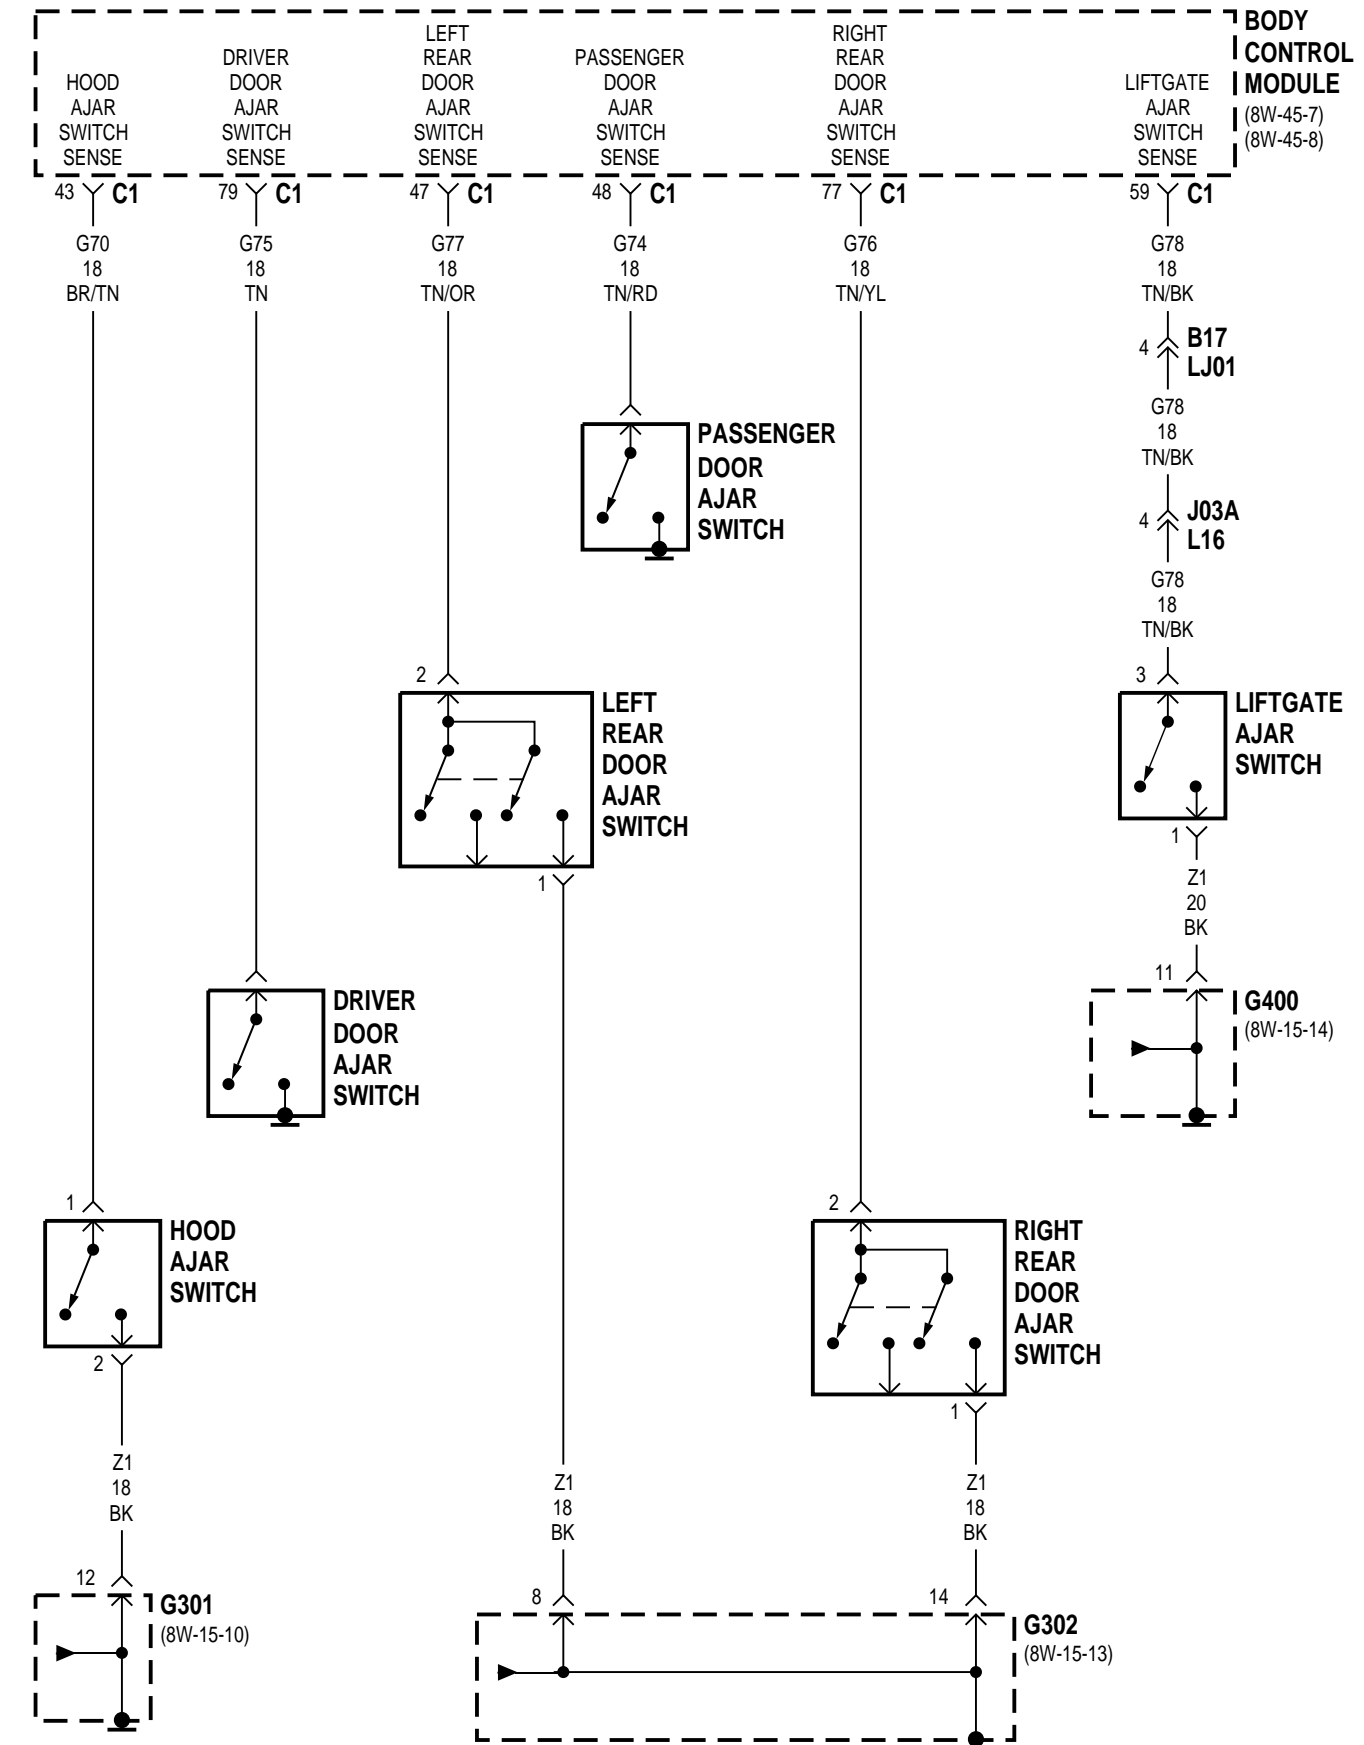 HOOD
AJAR
SWITCH
SENSE
DRIVER
DOOR
AJAR
SWITCH
SENSE
LEFT
REAR
DOOR
AJAR
SWITCH
SENSE
PASSENGER
DOOR
AJAR
SWITCH
SENSE
RIGHT
REAR
DOOR
AJAR
SWITCH
SENSE
LIFTGATE
AJAR
SWITCH
SENSE
BODY
CONTROL
MODULE
(8W-45-7)
(8W-45-8)
43 C1
79 C1
47 C1
48 C1
77 C1
59 C1
G70
18
BR/TN
G75
18
TN
G77
18
TN/OR
G74
18
TN/RD
G76
18
TN/YL
G78
18
TN/BK
4
B17
LJ01
G78
18
TN/BK
4
J03A
L16
G78
18
TN/BK
PASSENGER
DOOR
AJAR
SWITCH
2
LEFT
REAR
DOOR
AJAR
SWITCH
1
3
LIFTGATE
AJAR
SWITCH
1
Z1
20
BK
11
G400
(8W-15-14)
DRIVER
DOOR
AJAR
SWITCH
1
HOOD
AJAR
SWITCH
2
2
RIGHT
REAR
DOOR
AJAR
SWITCH
1
Z1
18
BK
Z1
18
BK
Z1
18
BK
12
G301
(8W-15-10)
8
14
G302
(8W-15-13)